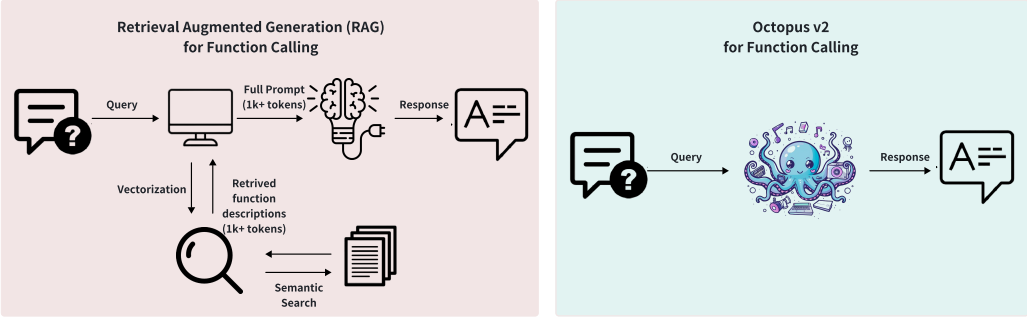 Retrieval Augmented Generation (RAG)
for Function Calling
Query
Full Prompt
(1k+ tokens)
Response
?
A
Vectorization
Retrived
function
descriptions
(1k+ tokens)
Semantic
Search
Octopus v2
for Function Calling
?
Query
Response
A